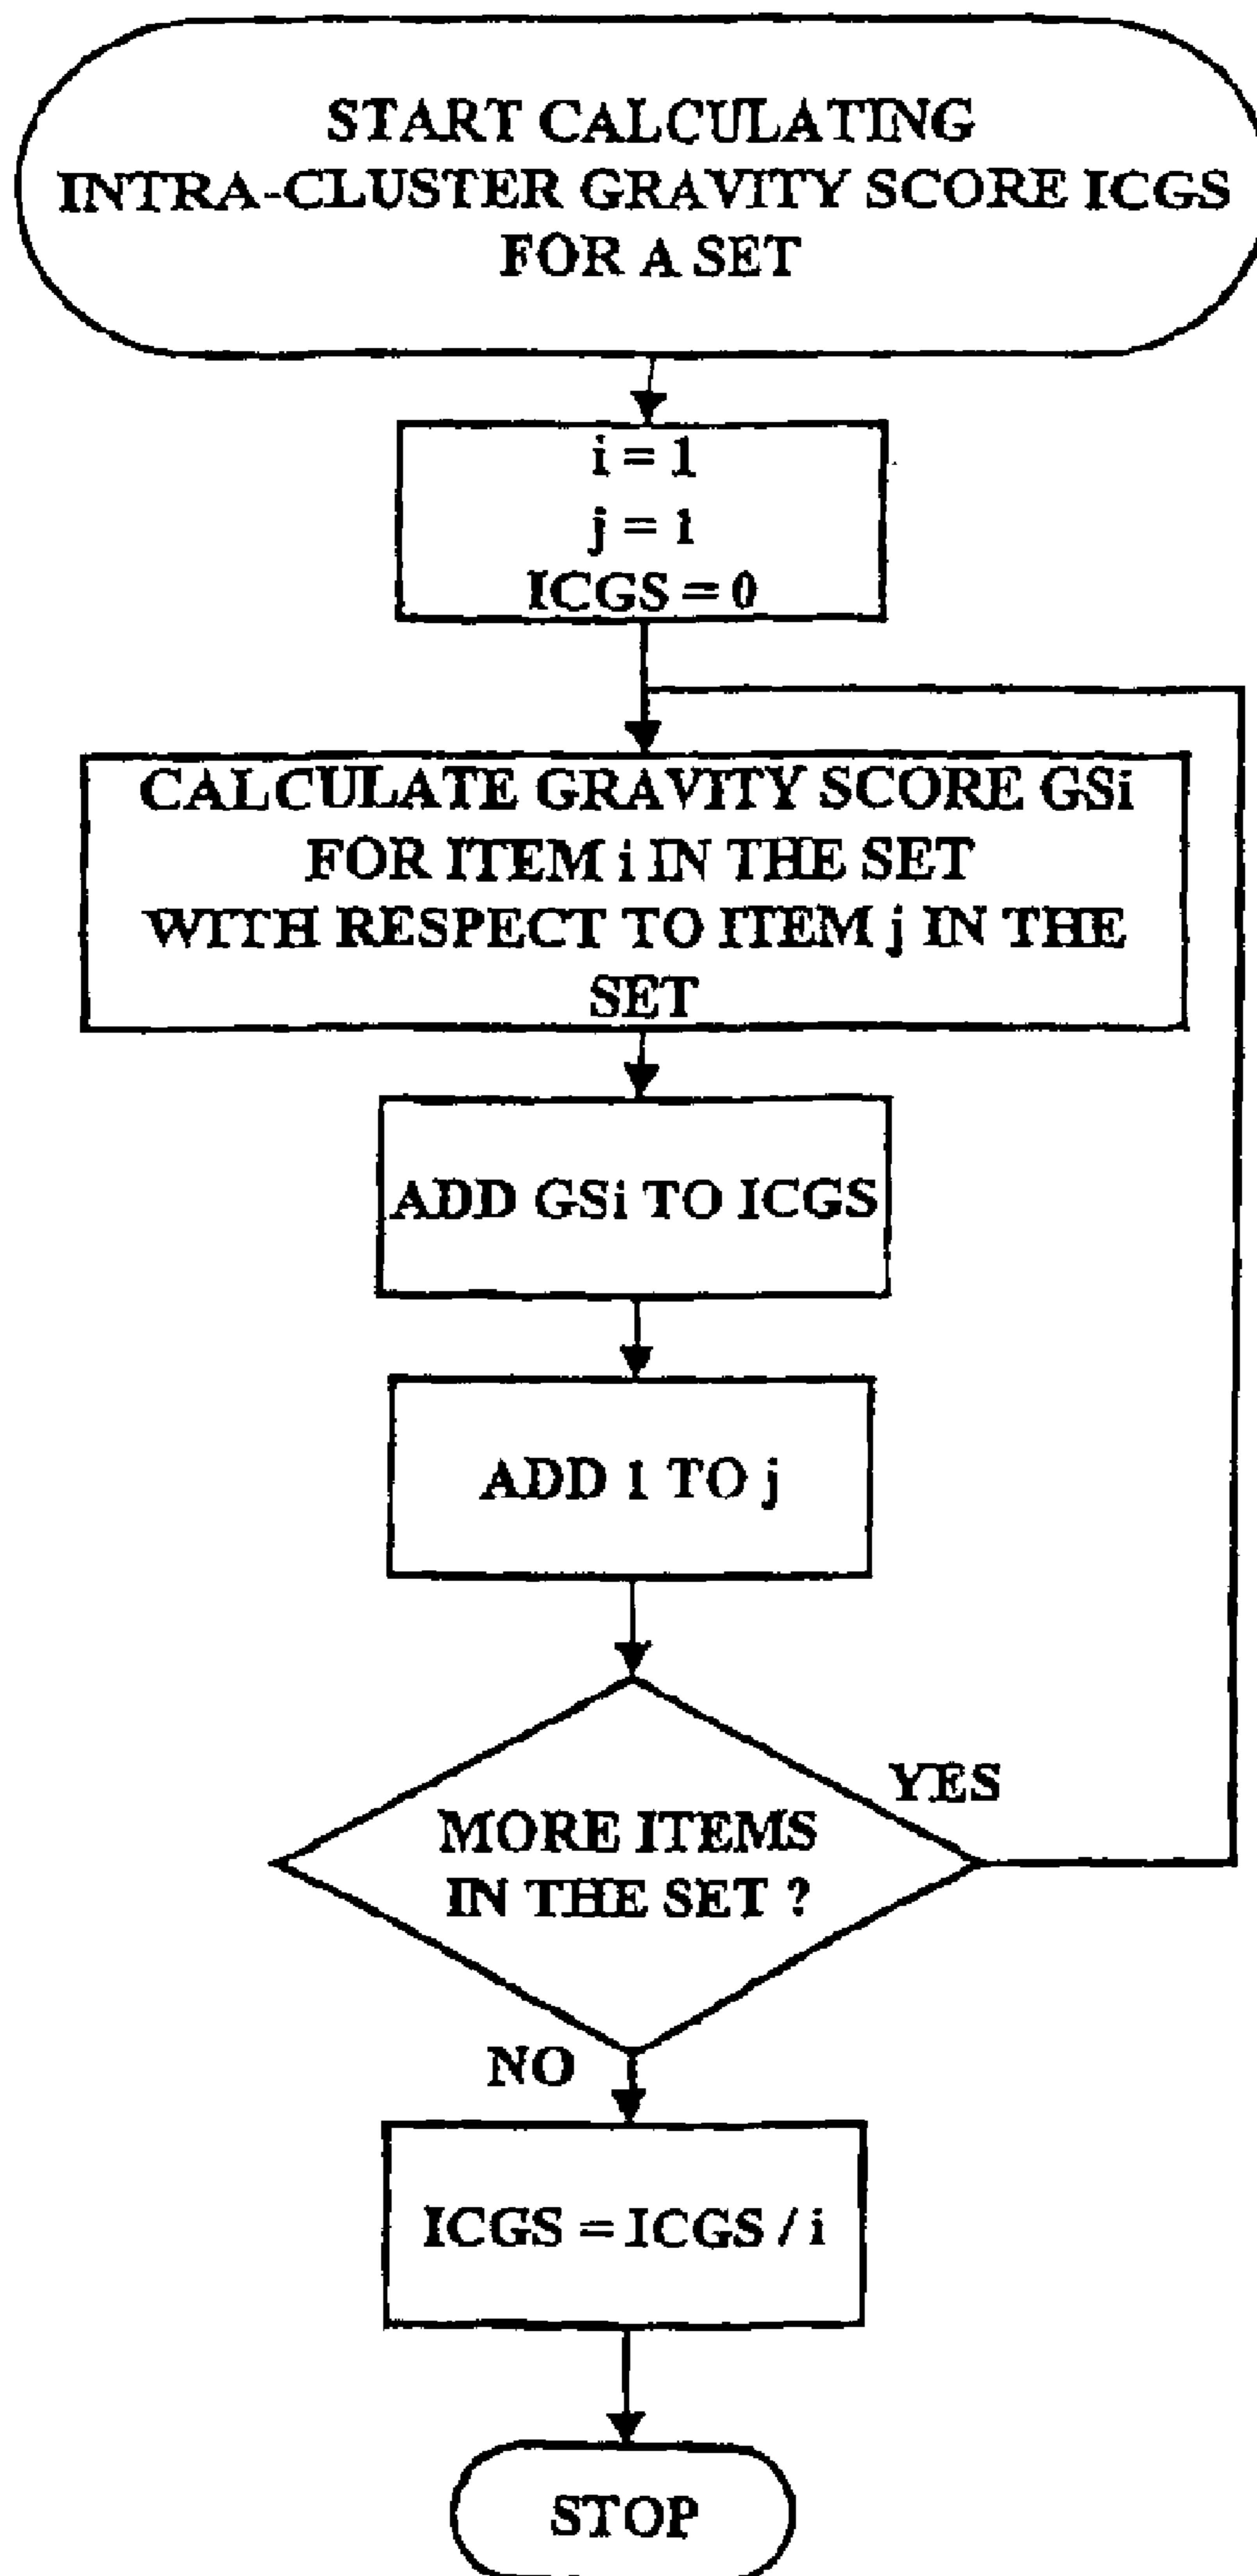 START CALCULATING
INTRA-CLUSTER GRAVITY SCORE ICGS
FOR A SET
i = 1
j = 1
ICGS = 0
CALCULATE GRAVITY SCORE GSi
FOR ITEM i IN THE SET
WITH RESPECT TO ITEM j IN THE
SET
ADD GSi TO ICGS
ADD 1 TO j
YES
MORE ITEMS
IN THE SET ?
NO
ICGS = ICGS / i
STOP